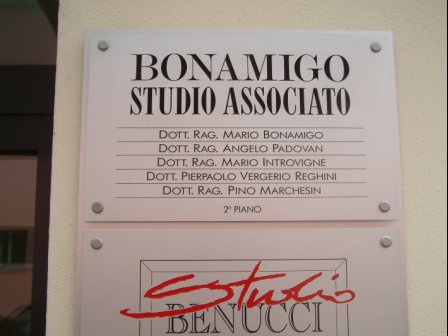 BONAMIGO
STUDIO ASSOCIATO
DOTT. RAG. MARIO BONAMIGO
DOTT. RAG. ANGELO PADOVAN
DOTT. RAG. MARIO INTROVIGNE
DOTT. PIERPAOLO VERGERIO REGHINI
DOTT. RAG. PINO MARCHESIN
2° PIANO
Studio
BENUCCI